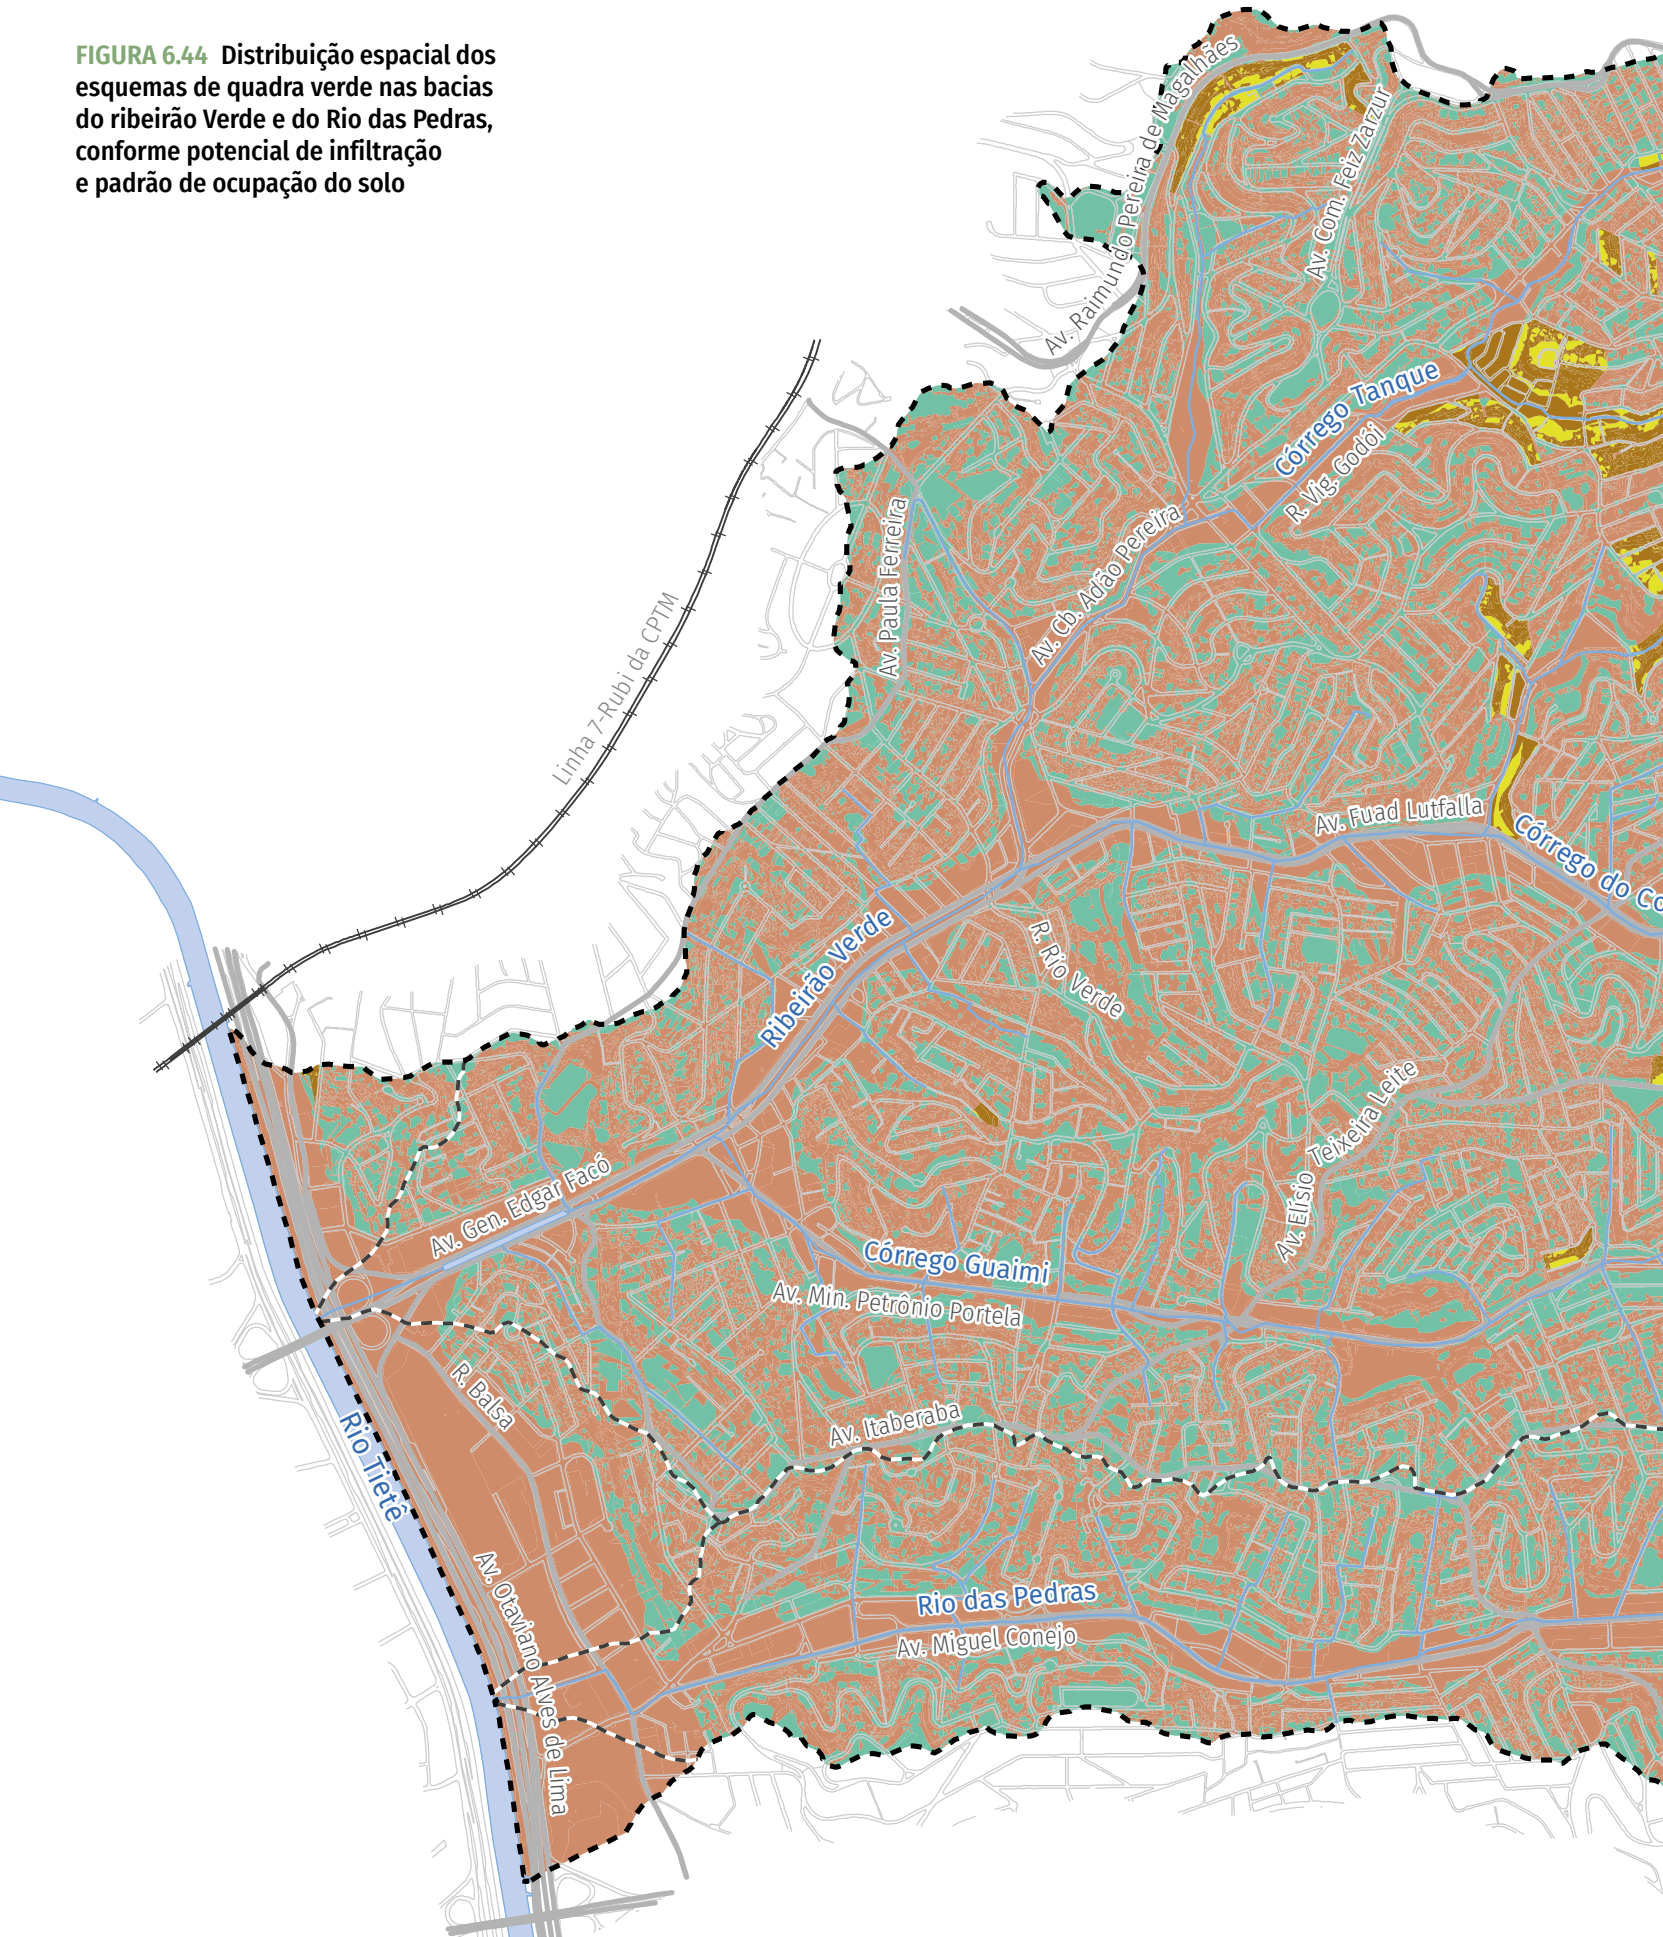 FIGURA 6.44 Distribuição espacial dos
esquemas de quadra verde nas bacias
do ribeirão Verde e do Rio das Pedras,
conforme potencial de infiltração
e padrão de ocupação do solo
Av. Raimundo Pereira de Magalhães
Av. Com. Feiz Zarzur
Córrego Tanque
R. Vig. Godói
Av. Paula Ferreira
Av. Cb. Adão Pereira
Linha 7-Rubi da CPTM
Av. Fuad Lutfalla
Córrego do Co
Ribeirão Verde
R. Rio Verde
Av. Elísio Teixeira Leite
Av. Gen. Edgar Facó
Córrego Guaimi
Av. Min. Petrônio Portela
R. Balsa
Av. Itaberaba
Rio Tietê
Av. Otaviano Alves de Lima
Rio das Pedras
Av. Miguel Conejo